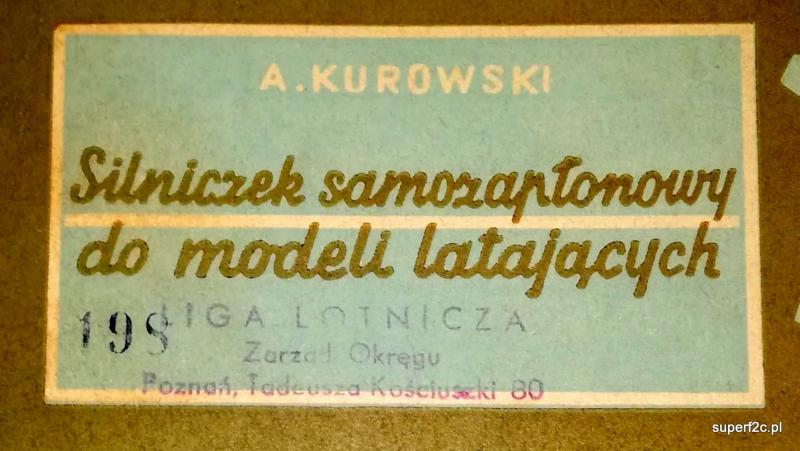 A. KUROWSKI
Silniczek samozapłonowy
do modeli latających
198 LIGA LOTNICZA
Zarząd Okręgu
Poznań, Tadeusza Kościuszki 80
superf2c.pl